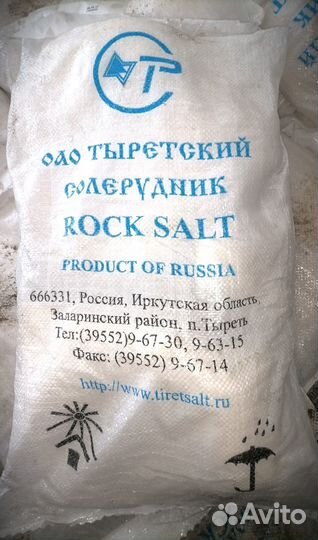 ТР
ОАО ТЫРЕТСКИЙ
СОЛЕРУДНИК
ROCK SALT
PRODUCT OF RUSSIA
666331, Россия, Иркутская область,
Заларинский район, п.Тыреть
Тел:(39552)9-67-30, 9-63-15
Факс: (39552) 9-67-14
http://www.tiretsalt.ru
Avito